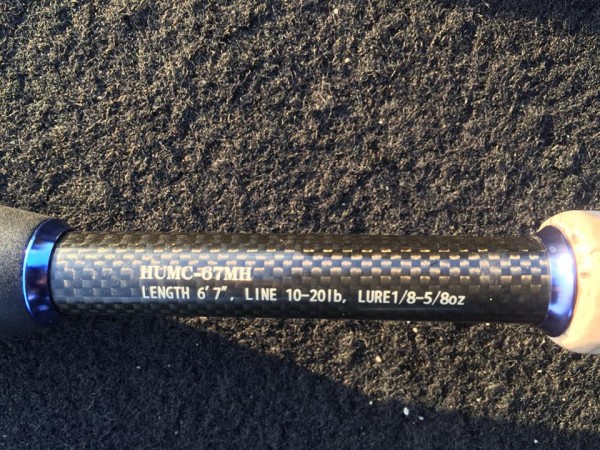 HUMC-67MH
LENGTH 6'7", LINE 10-20lb, LURE1/8-5/8oz